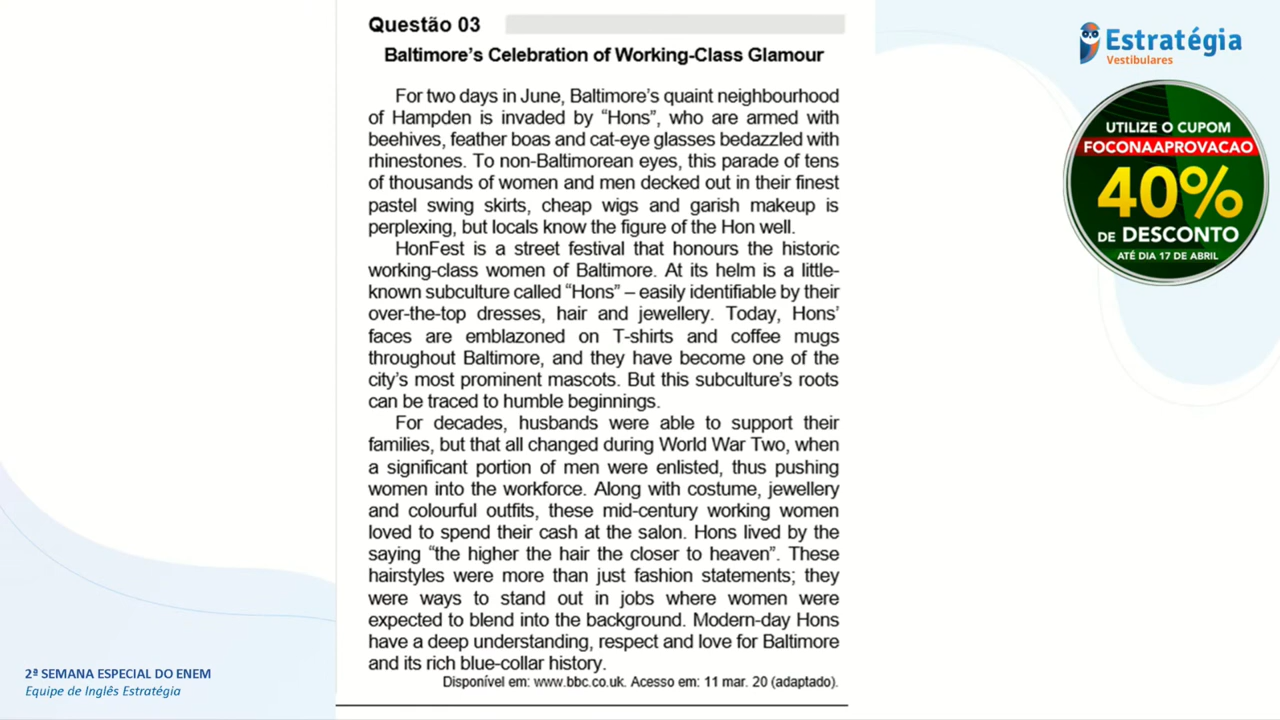 Questão 03
Baltimore's Celebration of Working-Class Glamour
For two days in June, Baltimore's quaint neighbourhood
of Hampden is invaded by “Hons”, who are armed with
beehives, feather boas and cat-eye glasses bedazzled with
rhinestones. To non-Baltimorean eyes, this parade of tens
of thousands of women and men decked out in their finest
pastel swing skirts, cheap wigs and garish makeup is
perplexing, but locals know the figure of the Hon well.
HonFest is a street festival that honours the historic
working-class women of Baltimore. At its helm is a little-
known subculture called “Hons” – easily identifiable by their
over-the-top dresses, hair and jewellery. Today, Hons'
faces are emblazoned on T-shirts and coffee mugs
throughout Baltimore, and they have become one of the
city's most prominent mascots. But this subculture's roots
can be traced to humble beginnings.
For decades, husbands were able to support their
families, but that all changed during World War Two, when
a significant portion of men were enlisted, thus pushing
women into the workforce. Along with costume, jewellery
and colourful outfits, these mid-century working women
loved to spend their cash at the salon. Hons lived by the
saying “the higher the hair the closer to heaven”. These
hairstyles were more than just fashion statements; they
were ways to stand out in jobs where women were
expected to blend into the background. Modern-day Hons
have a deep understanding, respect and love for Baltimore
and its rich blue-collar history.
Disponível em: www.bbc.co.uk. Acesso em: 11 mar. 20 (adaptado).
Estratégia
Vestibulares
UTILIZE O CUPOM
FOCONAAPROVACAO
40%
DE DESCONTO
ATÉ DIA 17 DE ABRIL
2ª SEMANA ESPECIAL DO ENEM
Equipe de Inglês Estratégia